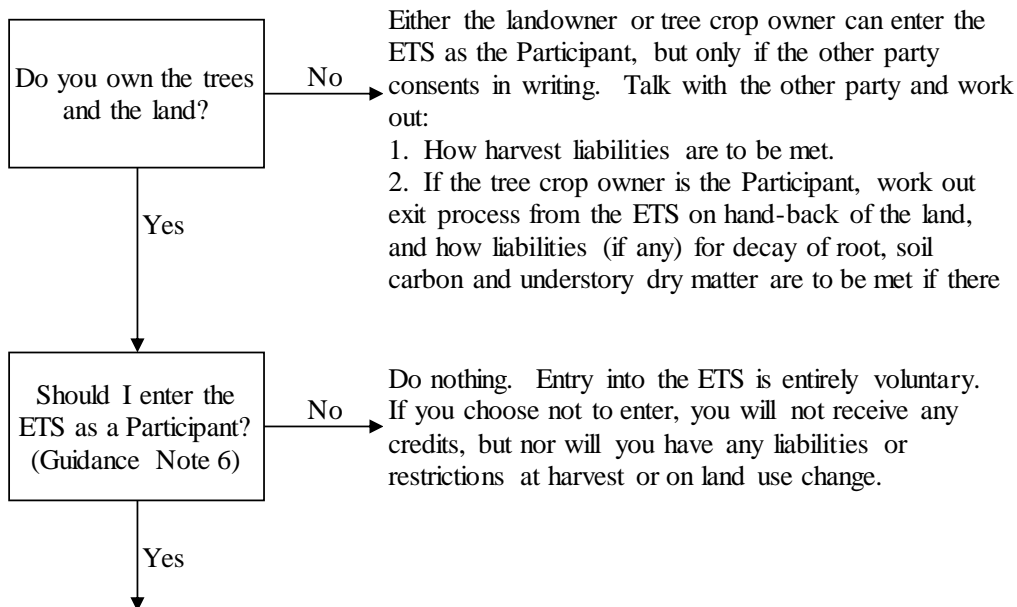 Do you own the trees
and the land?
No
Either the landowner or tree crop owner can enter the
ETS as the Participant, but only if the other party
consents in writing. Talk with the other party and work
out:
1. How harvest liabilities are to be met.
2. If the tree crop owner is the Participant, work out
exit process from the ETS on hand-back of the land,
and how liabilities (if any) for decay of root, soil
carbon and understory dry matter are to be met if there
Yes
Should I enter the
ETS as a Participant?
(Guidance Note 6)
No
Do nothing. Entry into the ETS is entirely voluntary.
If you choose not to enter, you will not receive any
credits, but nor will you have any liabilities or
restrictions at harvest or on land use change.
Yes